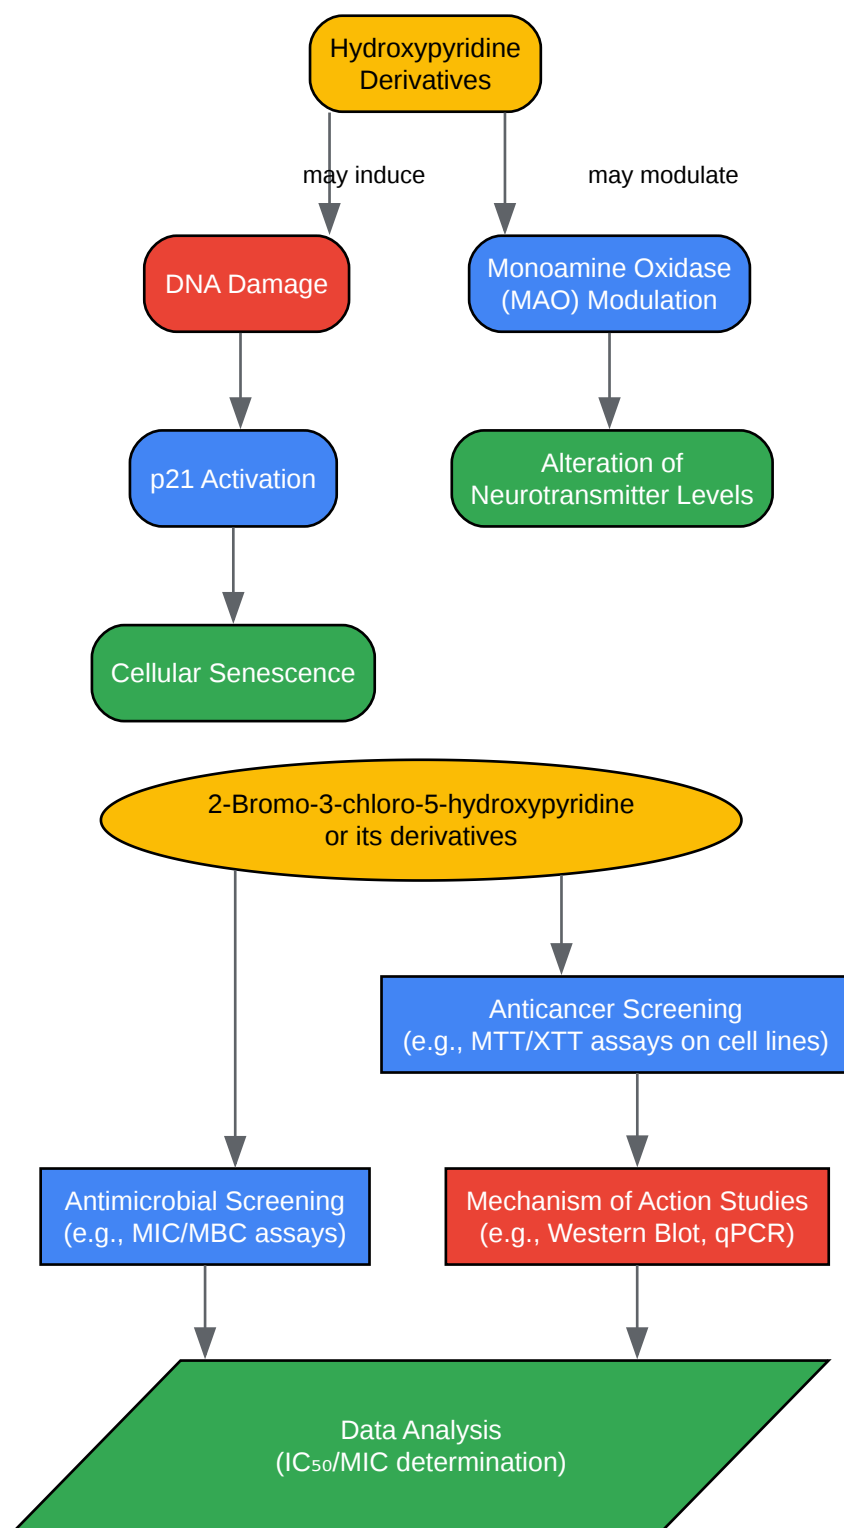 Hydroxypyridine
Derivatives
may induce
may modulate
DNA Damage
Monoamine Oxidase
(MAO) Modulation
p21 Activation
Alteration of
Neurotransmitter Levels
Cellular Senescence
2-Bromo-3-chloro-5-hydroxypyridine
or its derivatives
Anticancer Screening
(e.g., MTT/XTT assays on cell lines)
Antimicrobial Screening
(e.g., MIC/MBC assays)
Mechanism of Action Studies
(e.g., Western Blot, qPCR)
Data Analysis
(IC₅₀/MIC determination)